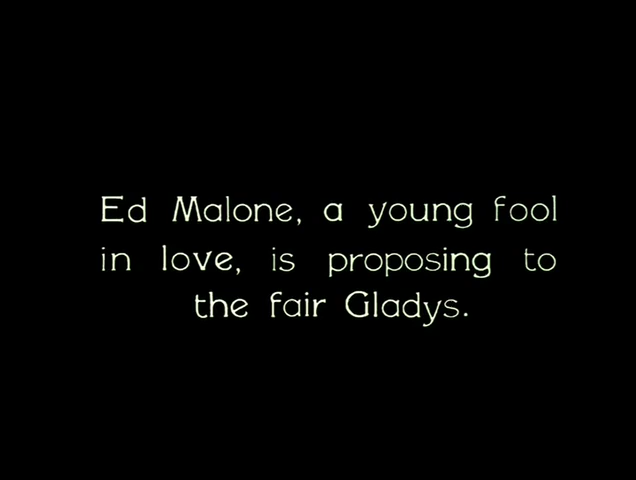 Ed Malone, a young fool
in love, is proposing to
the fair Gladys.